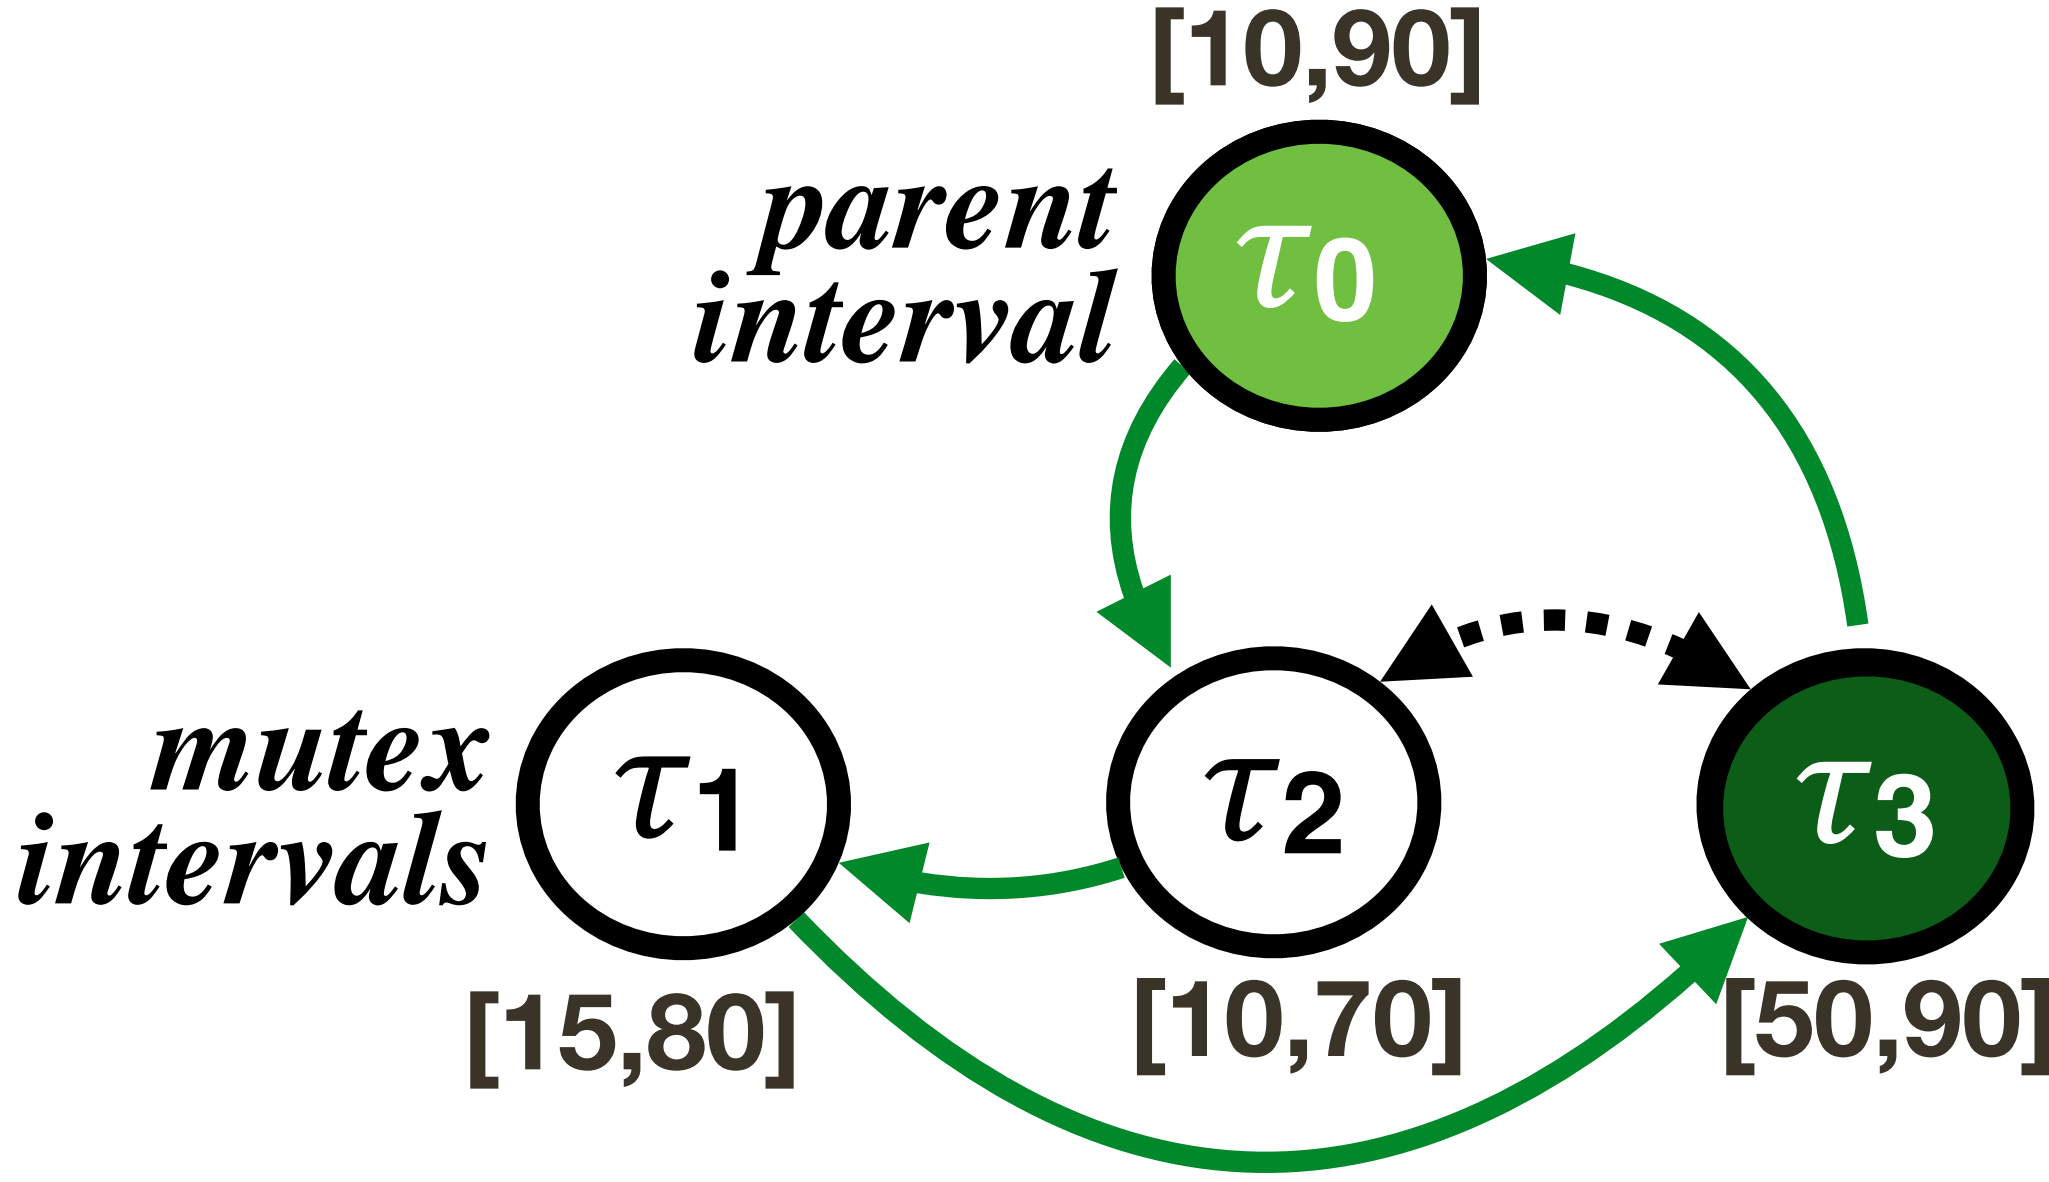 [10,90]
parent
interval
τ0
mutex
intervals
τ1
τ2
τ3
[15,80]
[10,70]
[50,90]